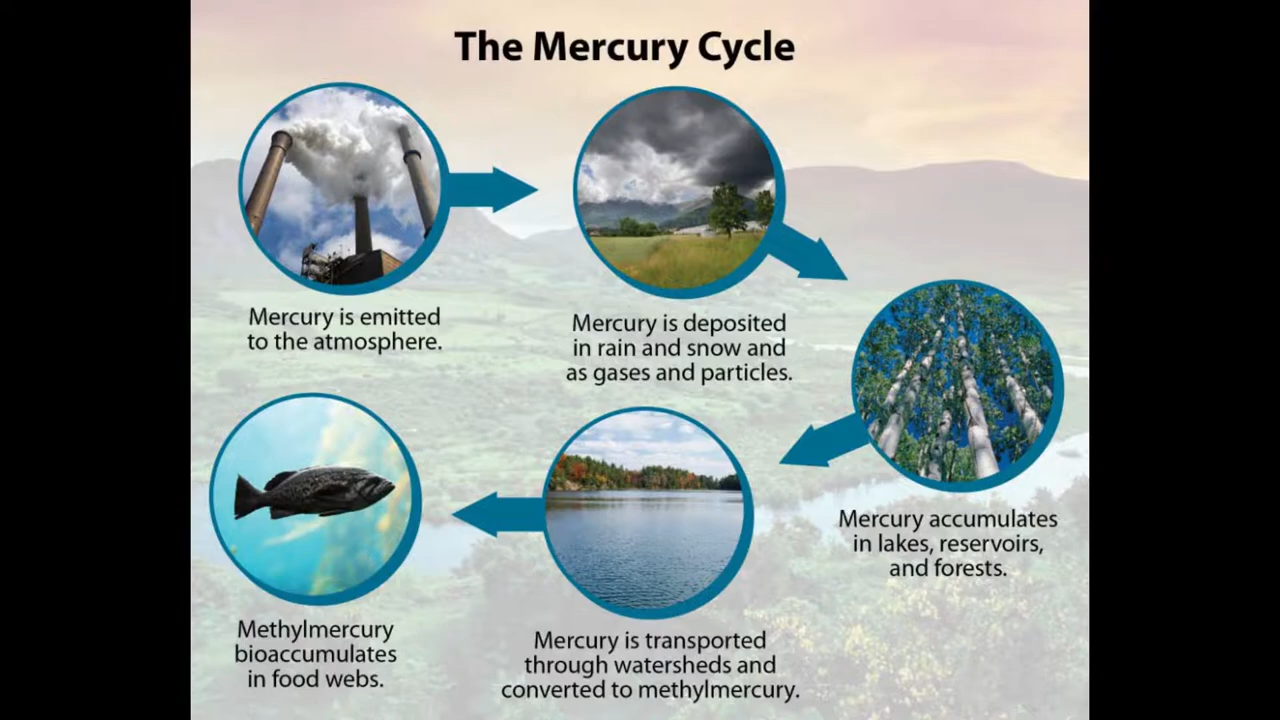 The Mercury Cycle
Mercury is emitted
to the atmosphere.
Mercury is deposited
in rain and snow and
as gases and particles.
Mercury accumulates
in lakes, reservoirs,
and forests.
Mercury is transported
through watersheds and
converted to methylmercury.
Methylmercury
bioaccumulates
in food webs.